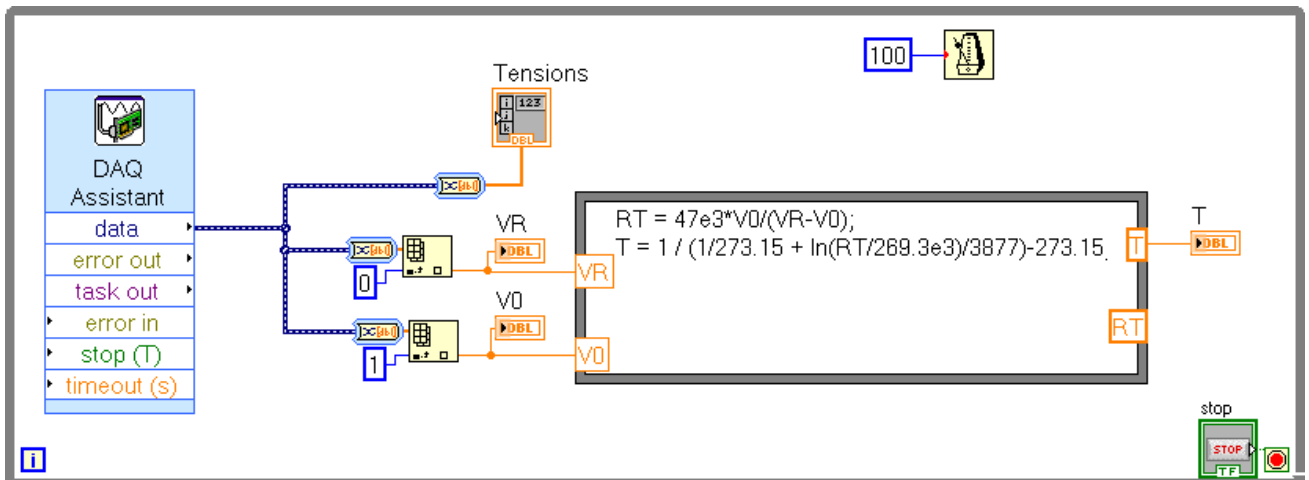 100
Tensions
i
j
k
123
DBL
DAQ
Assistant
data
error out
task out
error in
stop (T)
timeout (s)
VR
DBL
0
V0
DBL
1
VR
V0
RT = 47e3*V0/(VR-V0);
T = 1 / (1/273.15 + ln(RT/269.3e3)/3877)-273.15;
T
RT
T
DBL
stop
STOP
TF
i